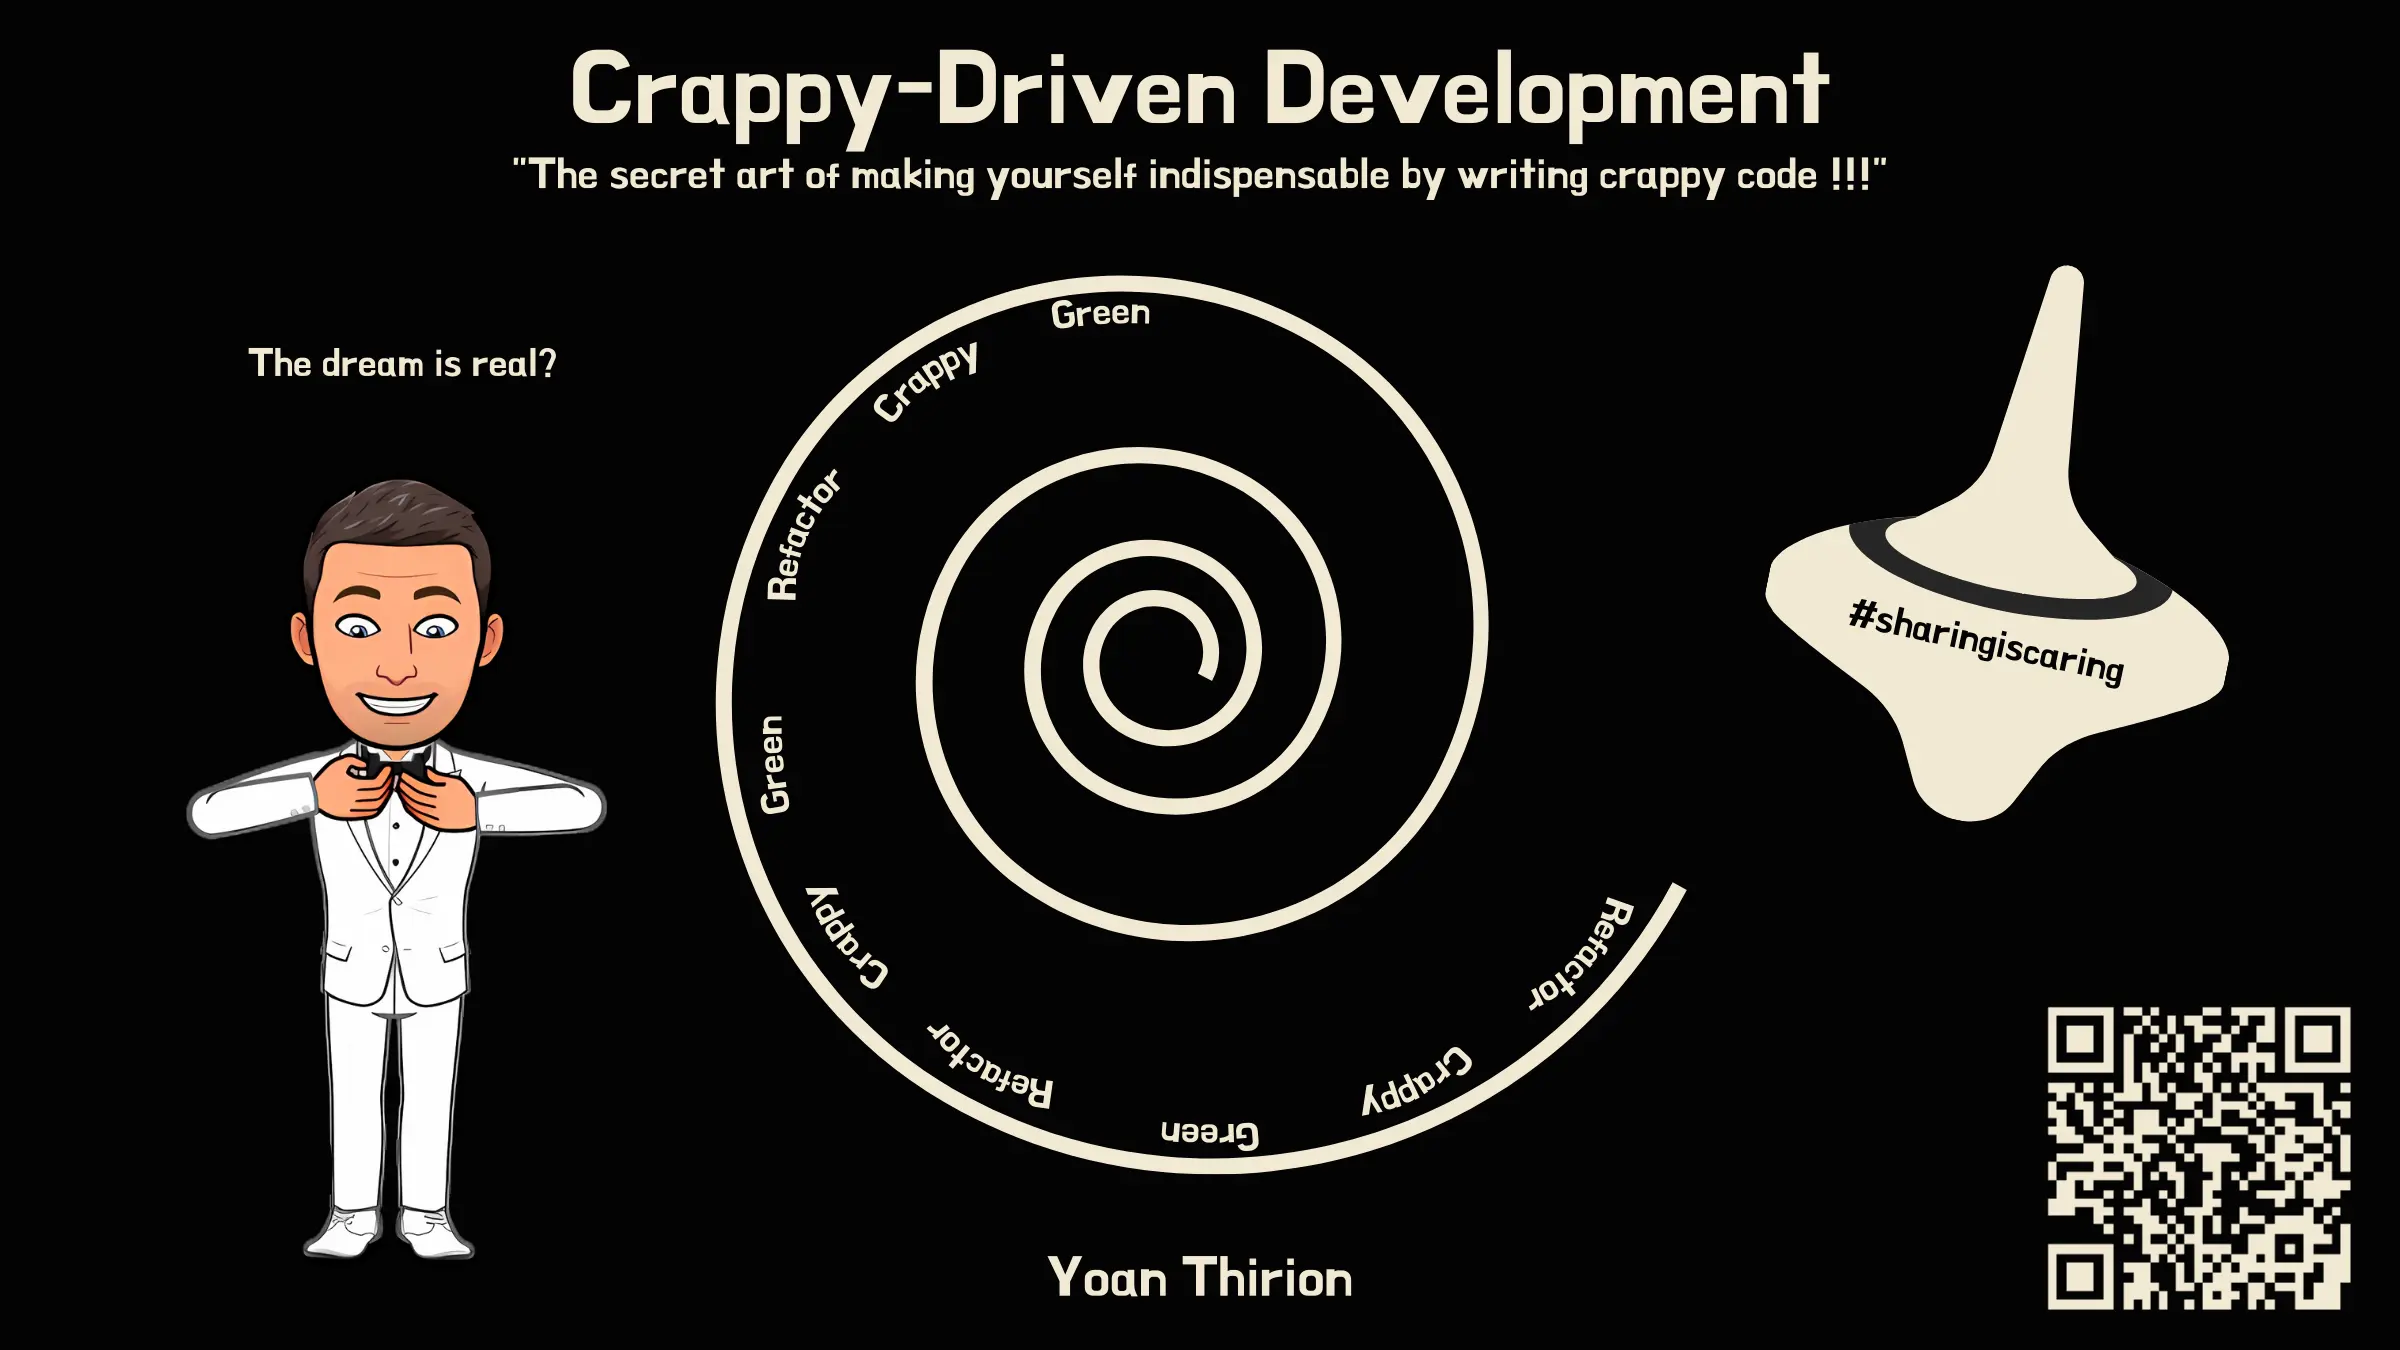 Crappy-Driven Development
"The secret art of making yourself indispensable by writing crappy code !!!"
The dream is real?
Green
Crappy
Refactor
Green
Crappy
Refactor
Green
Crappy
Refactor
#sharingiscaring
Yoan Thirion